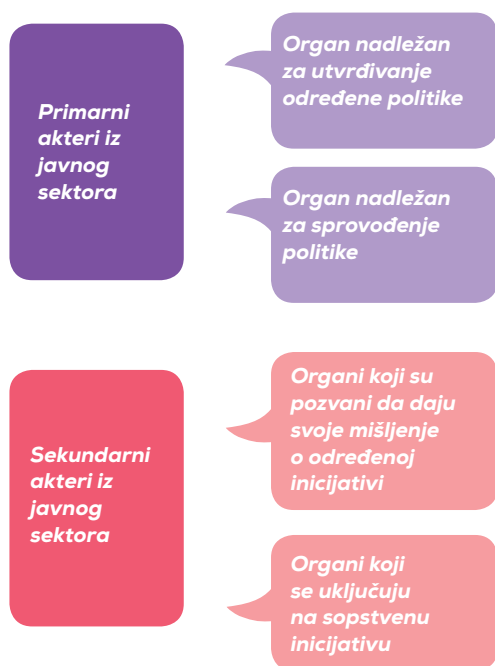 Primarni
akteri iz
javnog
sektora
Organ nadležan
za utvrđivanje
određene politike
Organ nadležan
za sprovođenje
politike
Sekundarni
akteri iz
javnog
sektora
Organi koji su
pozvani da daju
svoje mišljenje
o određenoj
inicijativi
Organi koji
se uključuju
na sopstvenu
inicijativu